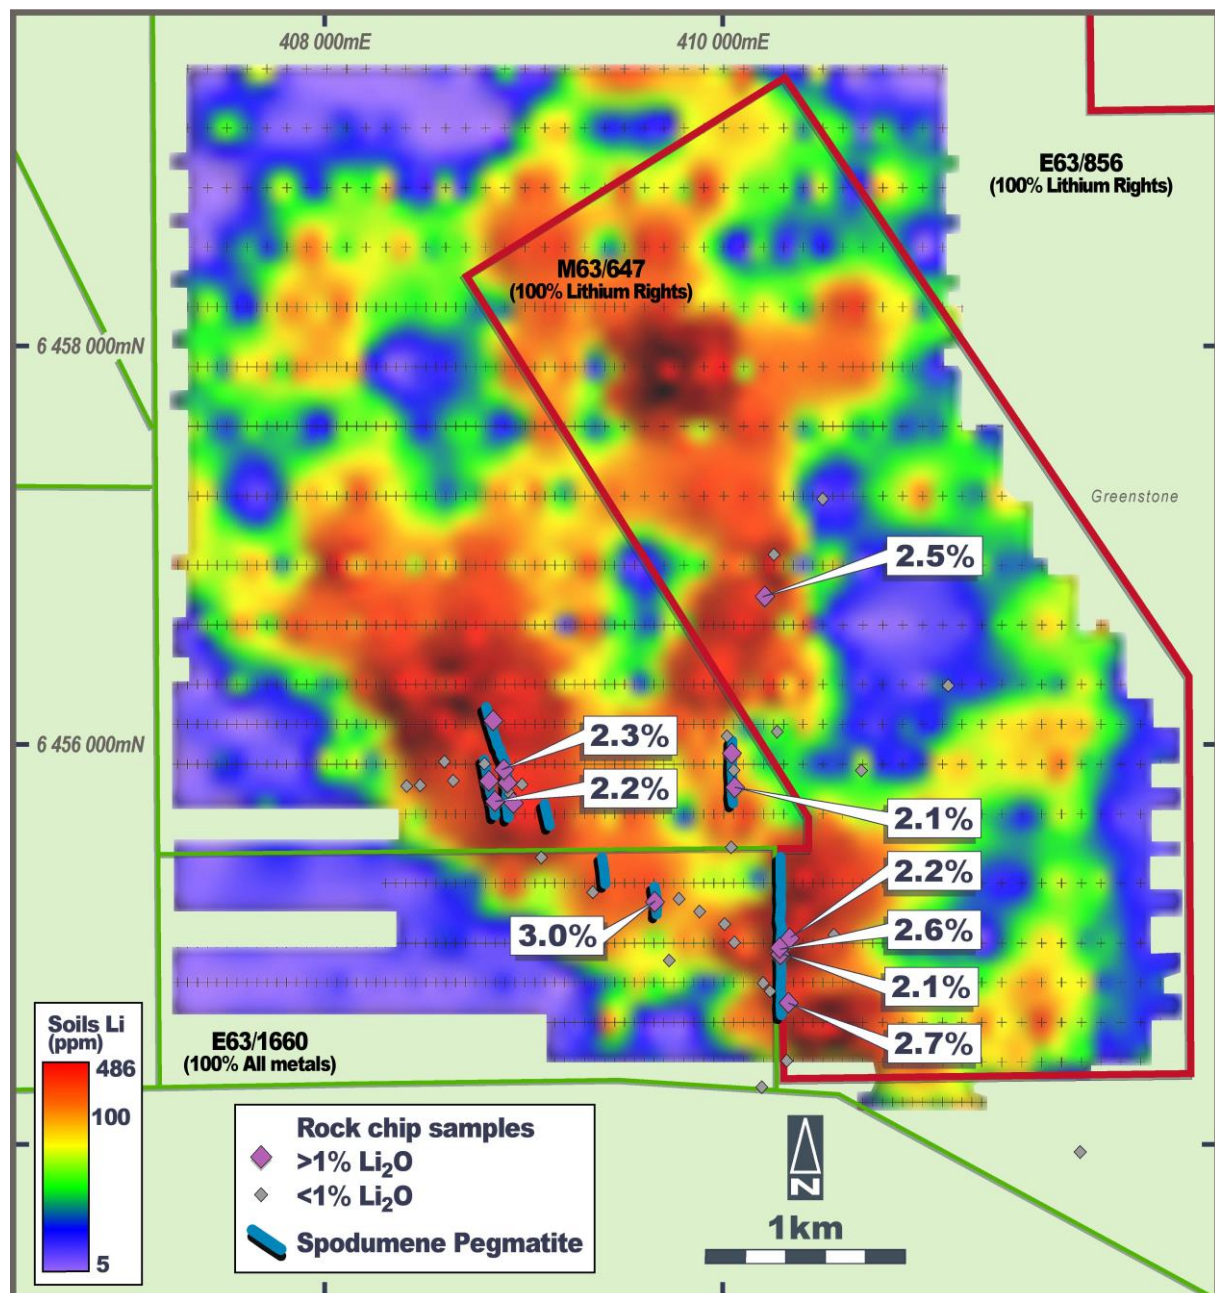 408 000mE
410 000mE
E63/856
(100% Lithium Rights)
M63/647
(100% Lithium Rights)
6 458 000mN
Greenstone
2.5%
2.3%
6 456 000mN
2.2%
2.1%
2.2%
3.0%
2.6%
2.1%
2.7%
Soils Li
(ppm)
486
100
5
E63/1660
(100% All metals)
Rock chip samples
>1% Li₂O
<1% Li₂O
Spodumene Pegmatite
N
1km